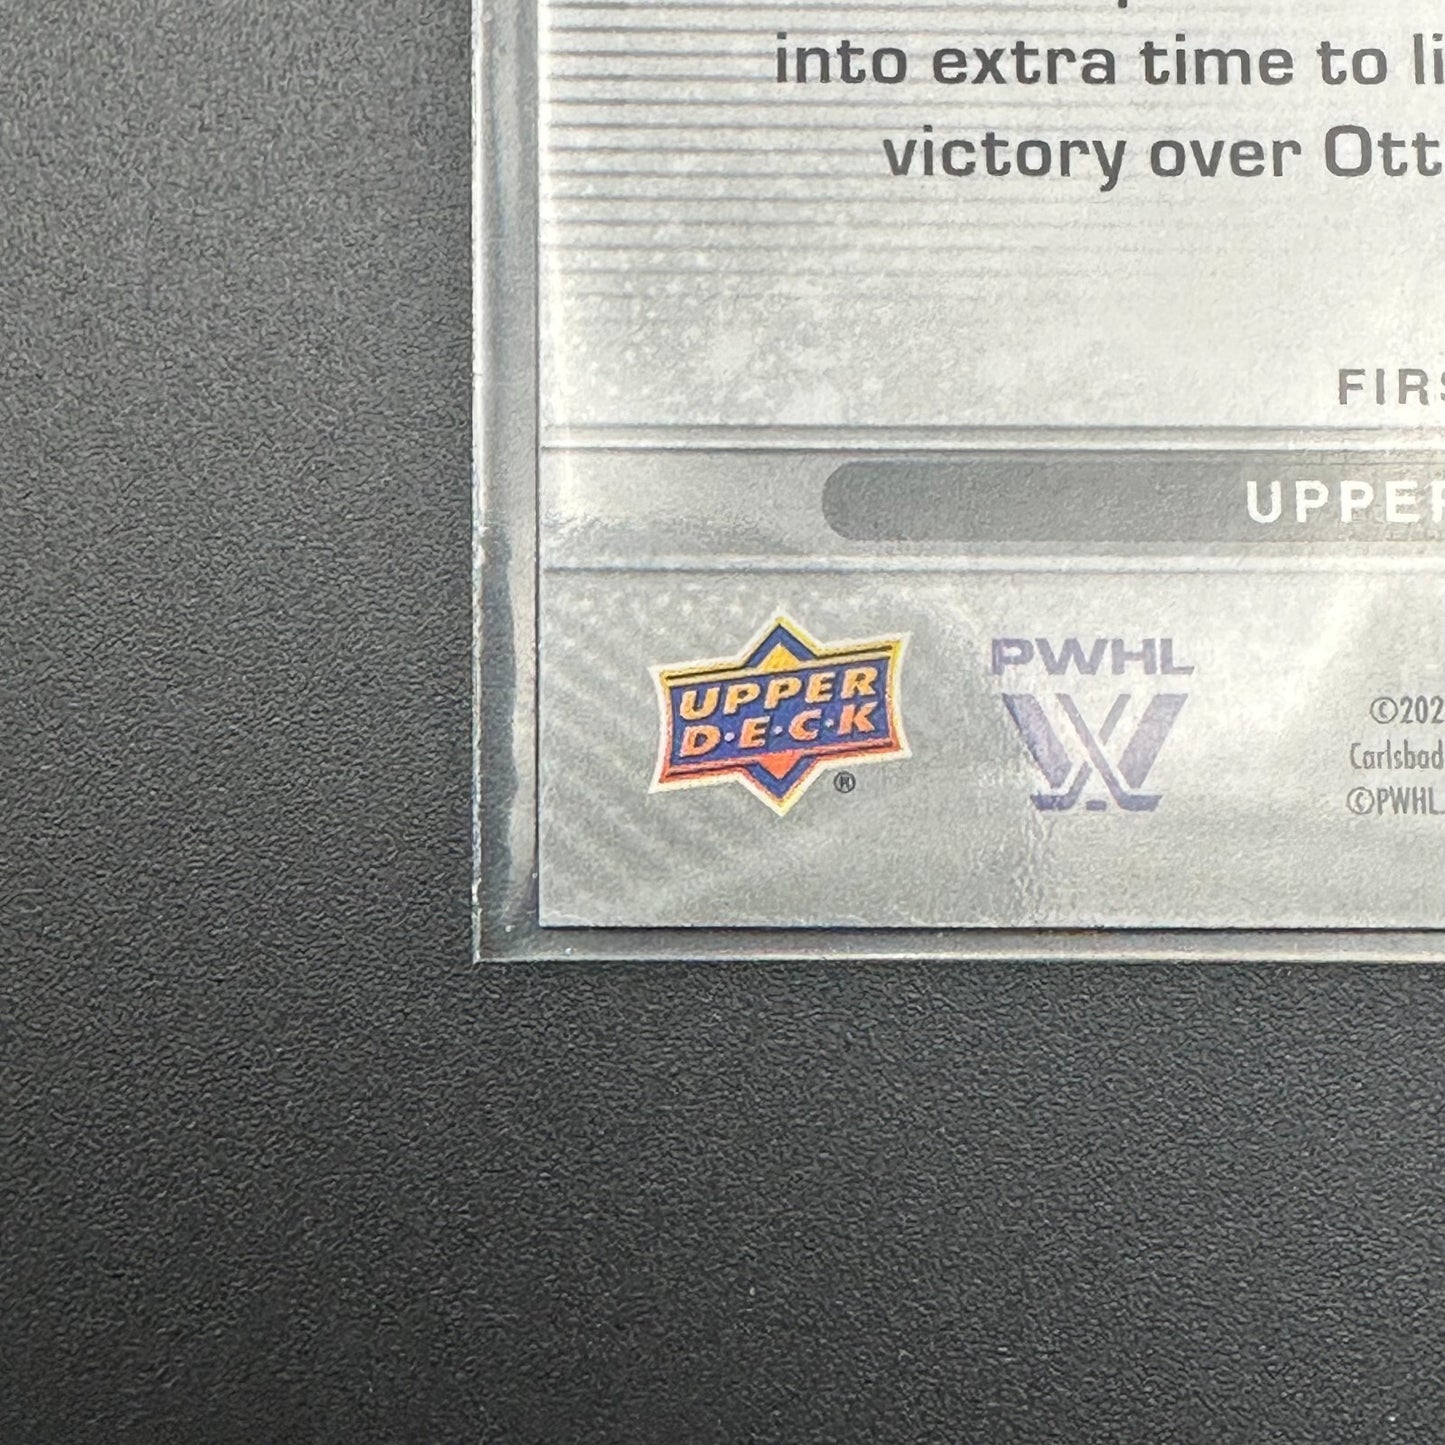 into extra time to li
victory over Ott
FIRS
UPPER
UPPER
D·E·C·K
®
PWHL
©202
Carlsbad
©PWHL.